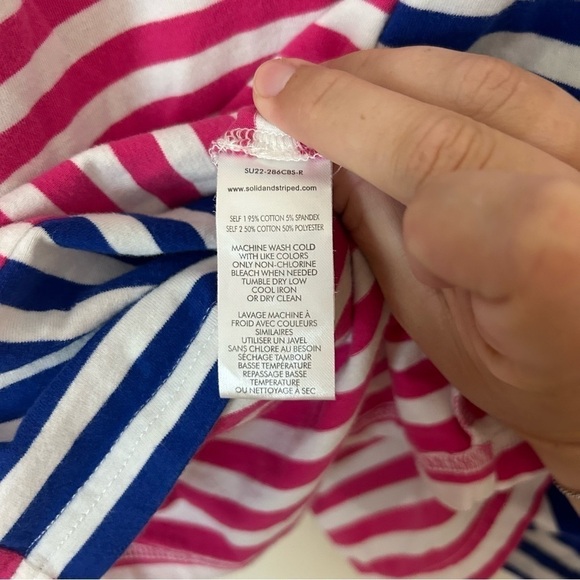 SU22-286CBS-R
www.solidandstriped.com
SELF 1 95% COTTON 5% SPANDEX
SELF 2 50% COTTON 50% POLYESTER
MACHINE WASH COLD
WITH LIKE COLORS
ONLY NON-CHLORINE
BLEACH WHEN NEEDED
TUMBLE DRY LOW
COOL IRON
OR DRY CLEAN
LAVAGE MACHINE À
FROID AVEC COULEURS
SIMILAIRES
UTILISER UN JAVEL
SANS CHLORE AU BESOIN
SÉCHAGE TAMBOUR
BASSE TEMPÉRATURE
REPASSAGE BASSE
TEMPÉRATURE
OU NETTOYAGE À SEC